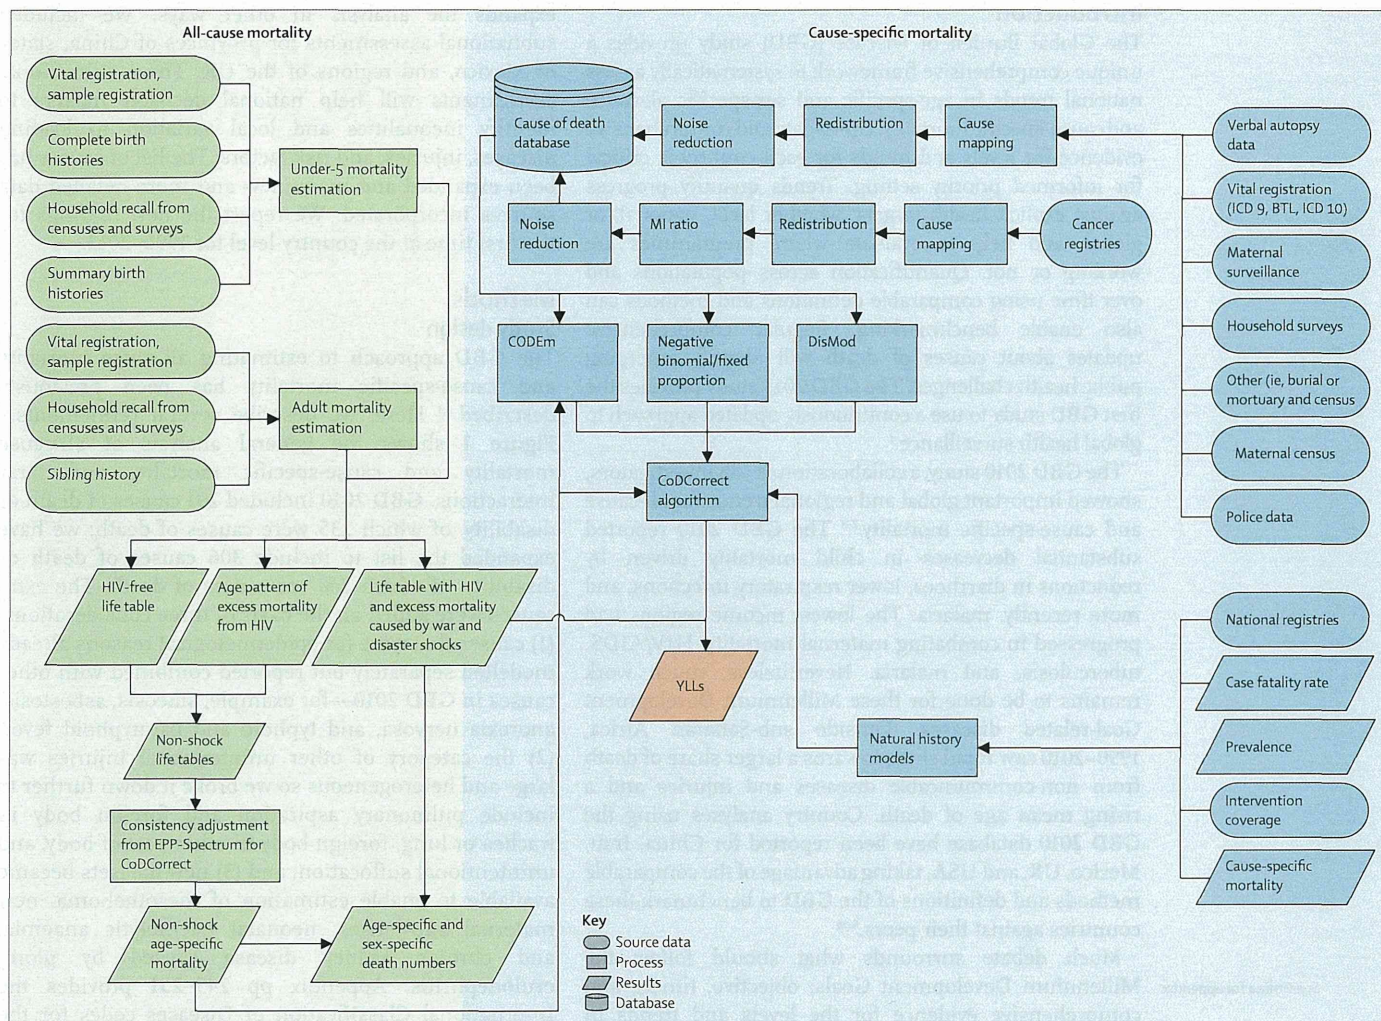 All-cause mortality
Cause-specific mortality
Vital registration,
sample registration
Complete birth
histories
Household recall from
censuses and surveys
Summary birth
histories
Under-5 mortality
estimation
Vital registration,
sample registration
Household recall from
censuses and surveys
Sibling history
Adult mortality
estimation
HIV-free
life table
Age pattern of
excess mortality
from HIV
Life table with HIV
and excess mortality
caused by war and
disaster shocks
Non-shock
life tables
Consistency adjustment
from EPP-Spectrum for
CoDCorrect
Non-shock
age-specific
mortality
Age-specific and
sex-specific
death numbers
Cause of death
database
Noise
reduction
Redistribution
Cause
mapping
Noise
reduction
MI ratio
Redistribution
Cause
mapping
Cancer
registries
CODEm
Negative
binomial/fixed
proportion
DisMod
CoDCorrect
algorithm
YLLs
Natural history
models
Verbal autopsy
data
Vital registration
(ICD 9, BTL, ICD 10)
Maternal
surveillance
Household surveys
Other (ie, burial or
mortuary and census
Maternal census
Police data
National registries
Case fatality rate
Prevalence
Intervention
coverage
Cause-specific
mortality
Key
Source data
Process
Results
Database